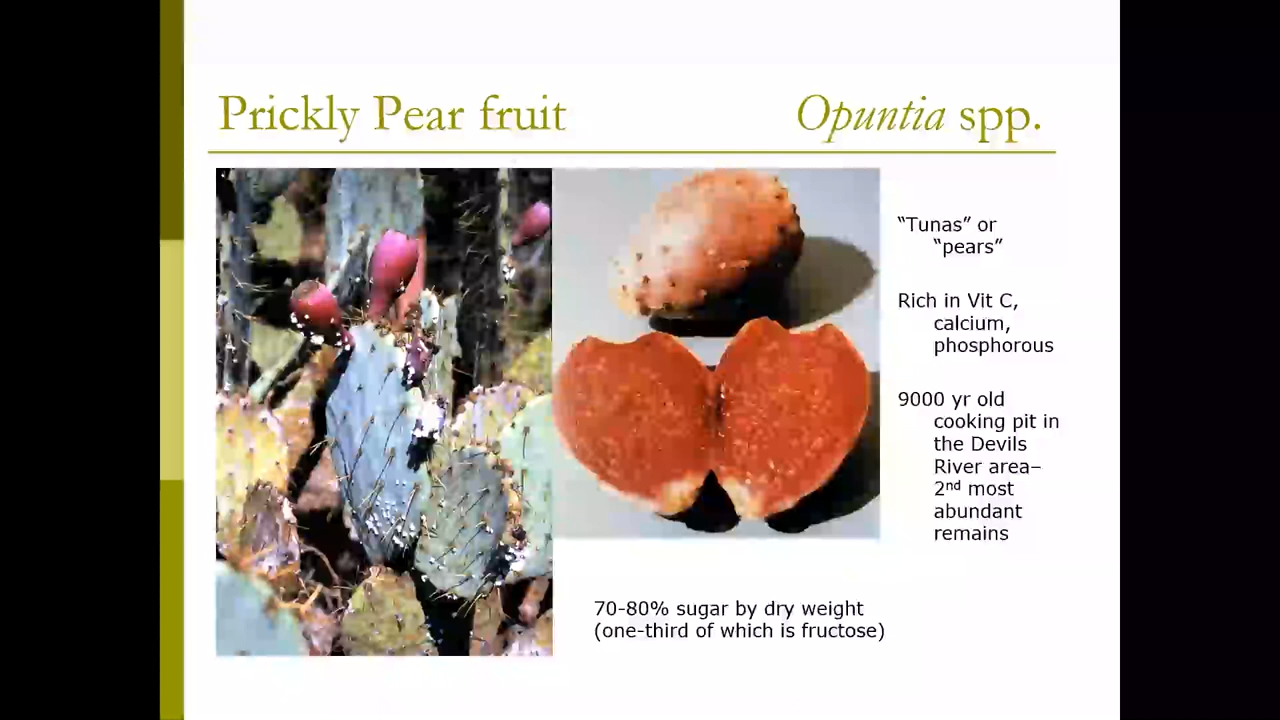 Prickly Pear fruit
Opuntia spp.
“Tunas” or
“pears”
Rich in Vit C,
calcium,
phosphorous
9000 yr old
cooking pit in
the Devils
River area–
2nd most
abundant
remains
70-80% sugar by dry weight
(one-third of which is fructose)